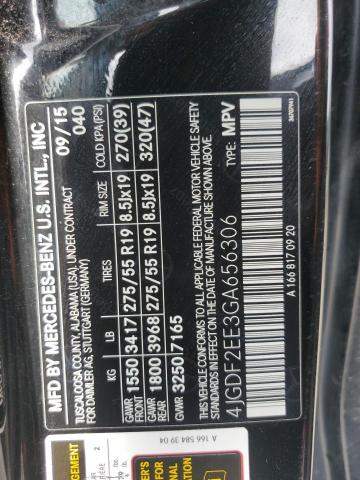 MFD BY MERCEDES-BENZ U.S. INTL., INC
TUSCALOOSA COUNTY, ALABAMA (USA), UNDER CONTRACT
FOR DAIMLER AG, STUTTGART (GERMANY)
09/15
040
KG LB TIRES RIM SIZE COLD KPA (PSI)
GAWR FRONT 1550 3417 275/55 R19 8.5Jx19 270(39)
GAWR REAR 1800 3968 275/55 R19 8.5Jx19 320(47)
GVWR 3250 7165
THIS VEHICLE CONFORMS TO ALL APPLICABLE FEDERAL MOTOR VEHICLE SAFETY
STANDARDS IN EFFECT ON THE DATE OF MANUFACTURE SHOWN ABOVE.
4JGDF2EE3GA656306
TYPE: MPV
A 166 817 09 20
A 166 584 39 04
2